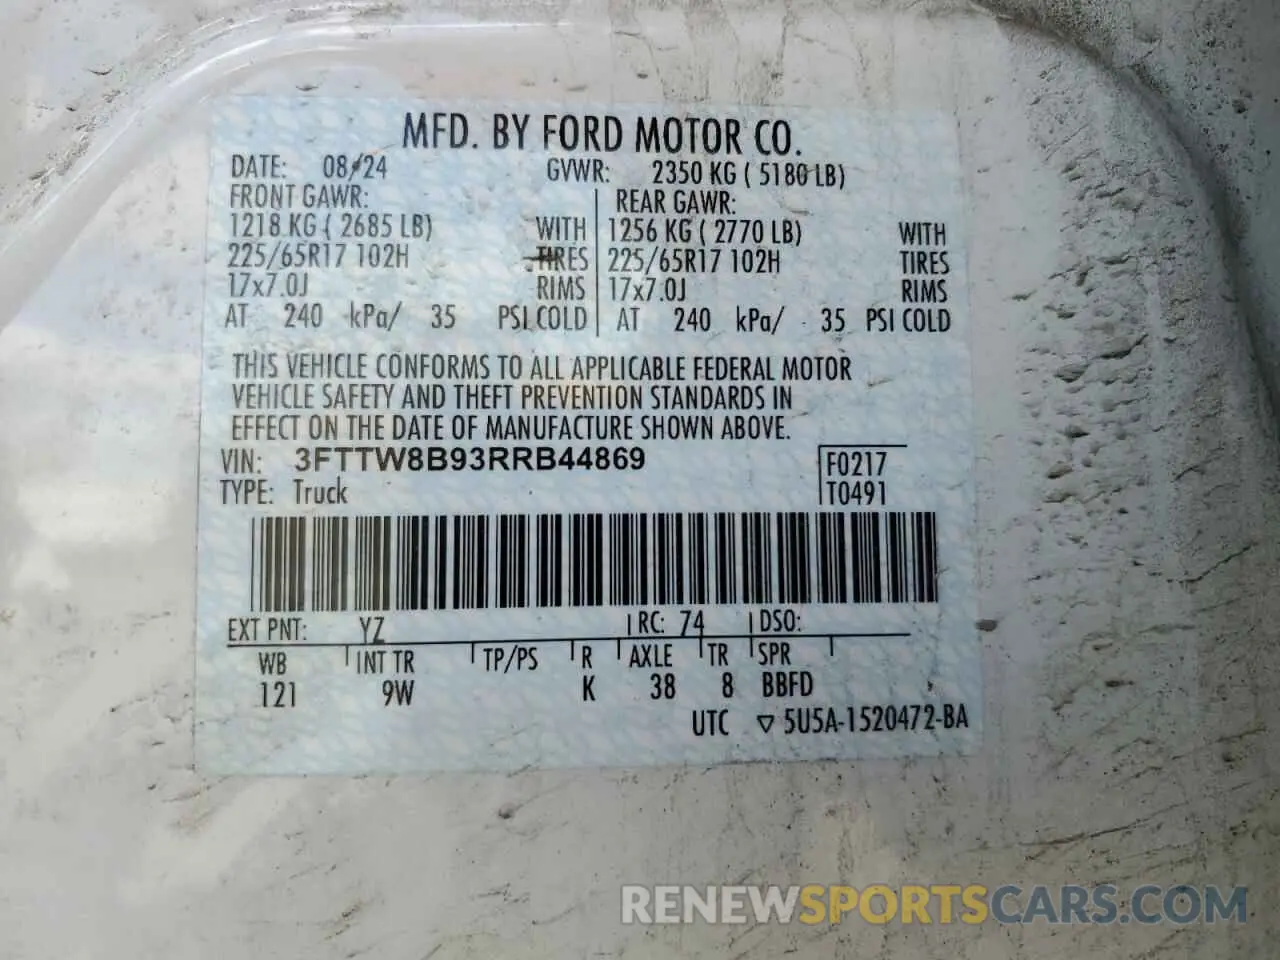 MFD. BY FORD MOTOR CO.
DATE: 08/24 GVWR: 2350 KG ( 5180 LB)
FRONT GAWR: REAR GAWR:
1218 KG ( 2685 LB) WITH 1256 KG ( 2770 LB) WITH
225/65R17 102H TIRES 225/65R17 102H TIRES
17x7.0J RIMS 17x7.0J RIMS
AT 240 kPa/ 35 PSI COLD AT 240 kPa/ 35 PSI COLD
THIS VEHICLE CONFORMS TO ALL APPLICABLE FEDERAL MOTOR
VEHICLE SAFETY AND THEFT PREVENTION STANDARDS IN
EFFECT ON THE DATE OF MANUFACTURE SHOWN ABOVE.
VIN: 3FTTW8B93RRB44869 F0217
TYPE: Truck T0491
EXT PNT: YZ RC: 74 DSO:
WB INT TR TP/PS R AXLE TR SPR
121 9W K 38 8 BBFD
UTC ▽ 5U5A-1520472-BA
RENEWSPORTSCARS.COM